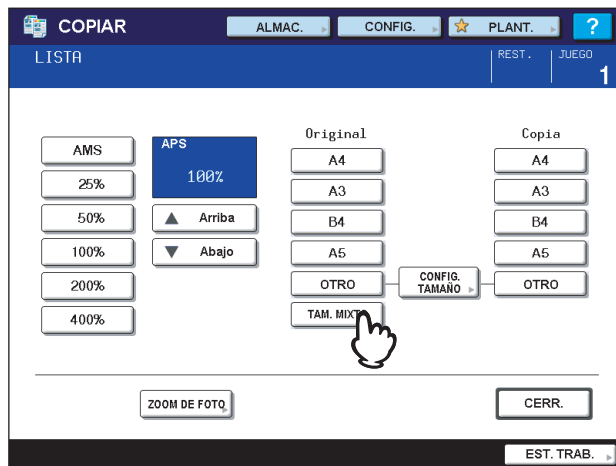 COPIAR
ALMAC.
CONFIG.
PLANT.
?
LISTA
REST.
JUEGO
1
AMS
25%
50%
100%
200%
400%
APS
100%
Arriba
Abajo
Original
A4
A3
B4
A5
OTRO
TAM. MIXT
CONFIG.
TAMAÑO
Copia
A4
A3
B4
A5
OTRO
ZOOM DE FOTO
CERR.
EST. TRAB.